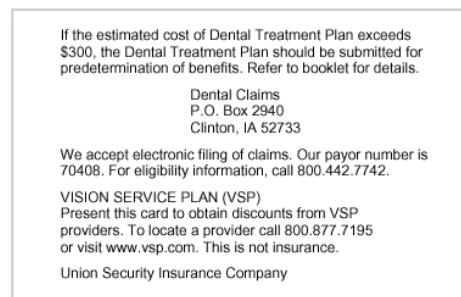 If the estimated cost of Dental Treatment Plan exceeds
$300, the Dental Treatment Plan should be submitted for
predetermination of benefits. Refer to booklet for details.
Dental Claims
P.O. Box 2940
Clinton, IA 52733
We accept electronic filing of claims. Our payor number is
70408. For eligibility information, call 800.442.7742.
VISION SERVICE PLAN (VSP)
Present this card to obtain discounts from VSP
providers. To locate a provider call 800.877.7195
or visit www.vsp.com. This is not insurance.
Union Security Insurance Company